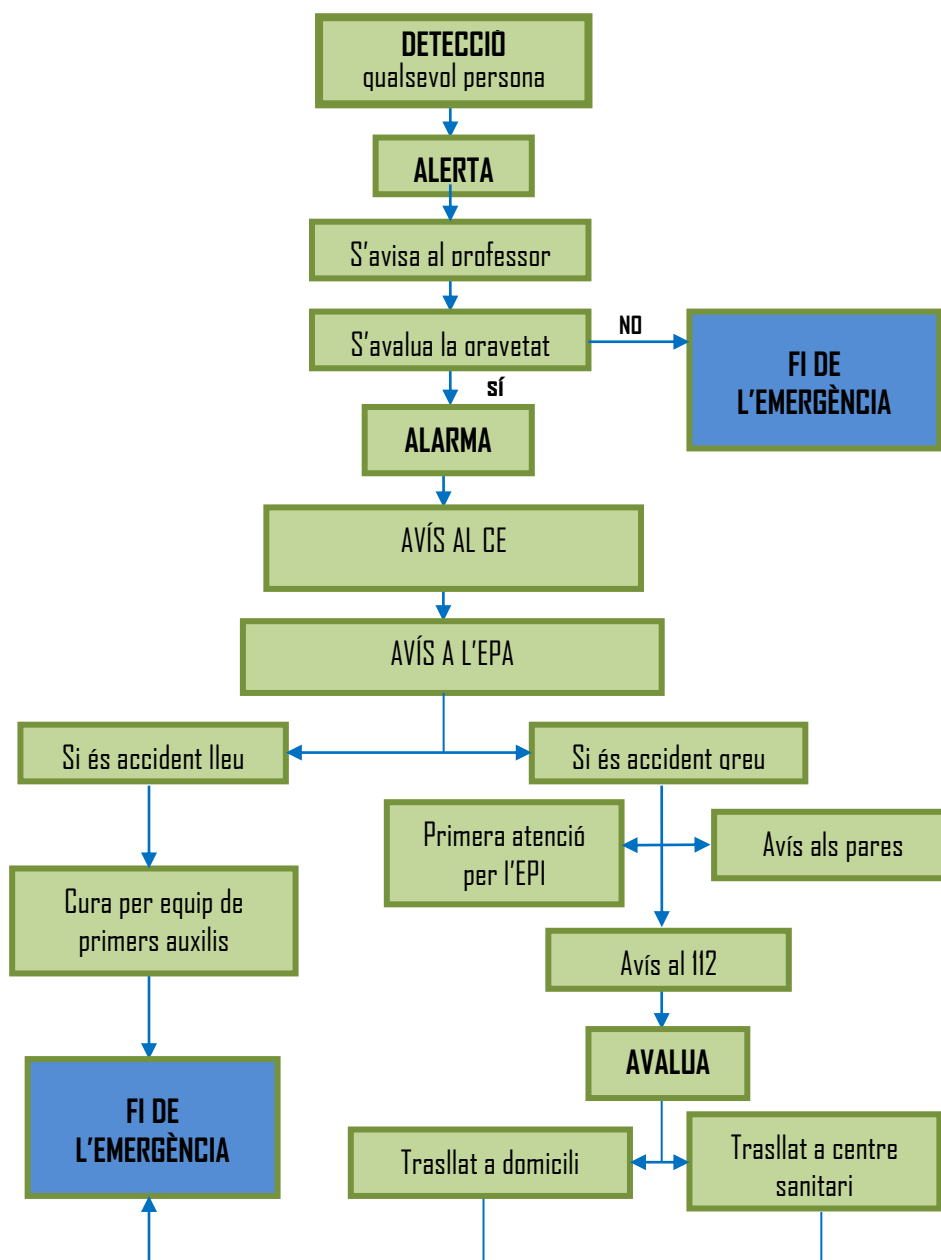 DETECCIÓ
qualsevol persona
ALERTA
S'avisa al professor
S'avalua la gravetat
NO
FI DE
L'EMERGÈNCIA
sí
ALARMA
AVÍS AL CE
AVÍS A L'EPA
Si és accident lleu
Si és accident greu
Primera atenció
per l'EPI
Avís als pares
Cura per equip de
primers auxilis
Avís al 112
AVALUA
FI DE
L'EMERGÈNCIA
Trasllat a domicili
Trasllat a centre
sanitari